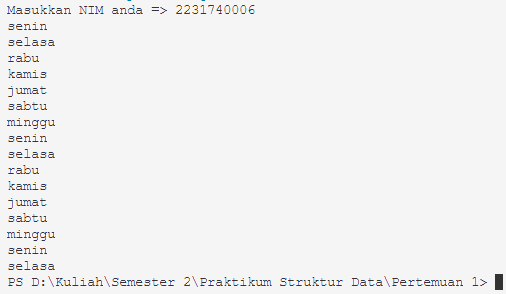 Masukkan NIM anda => 2231740006
senin
selasa
rabu
kamis
jumat
sabtu
minggu
senin
selasa
rabu
kamis
jumat
sabtu
minggu
senin
selasa
PS D:\Kuliah\Semester 2\Praktikum Struktur Data\Pertemuan 1>